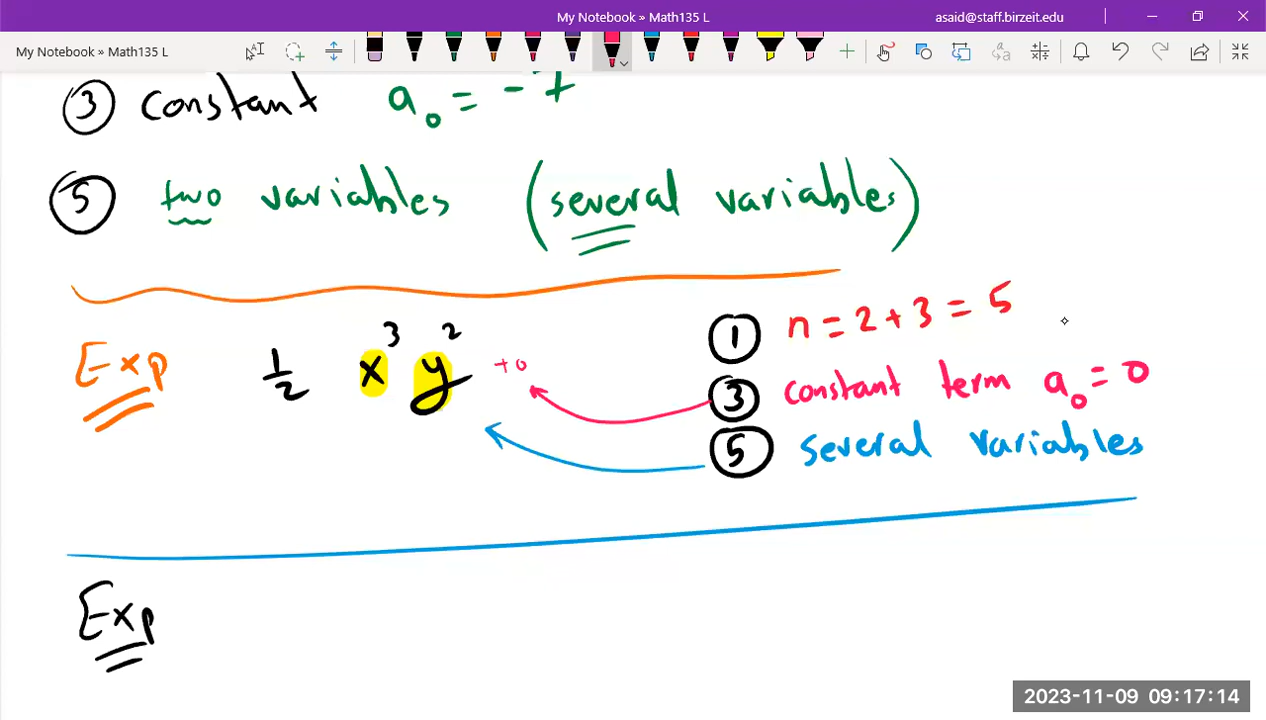 My Notebook » Math135 L
asaid@staff.birzeit.edu
My Notebook » Math135 L
③ constant a₀ = -7
⑤ two variables (several variables)
Exp ½ x³ y² +0
① n = 2 + 3 = 5
③ constant term a₀ = 0
⑤ several variables
Exp
2023-11-09 09:17:14